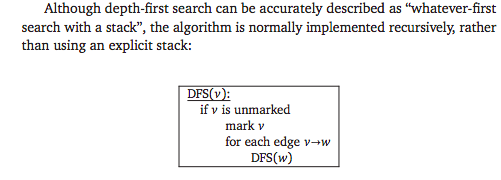 Although depth-first search can be accurately described as “whatever-first
search with a stack”, the algorithm is normally implemented recursively, rather
than using an explicit stack:
DFS(v):
if v is unmarked
mark v
for each edge v→w
DFS(w)